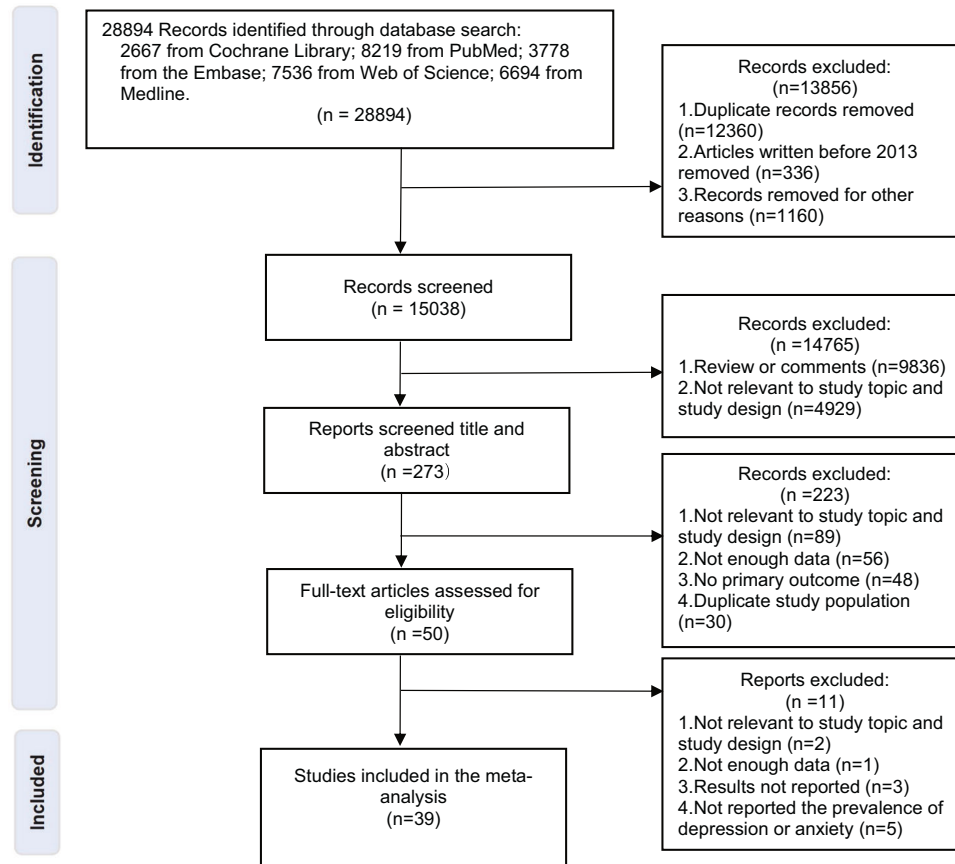 Identification
28894 Records identified through database search:
2667 from Cochrane Library; 8219 from PubMed; 3778
from the Embase; 7536 from Web of Science; 6694 from
Medline.
(n = 28894)
Records excluded:
(n=13856)
1.Duplicate records removed
(n=12360)
2.Articles written before 2013
removed (n=336)
3.Records removed for other
reasons (n=1160)
Screening
Records screened
(n = 15038)
Records excluded:
(n =14765)
1.Review or comments (n=9836)
2.Not relevant to study topic and
study design (n=4929)
Reports screened title and
abstract
(n =273）
Records excluded:
(n =223)
1.Not relevant to study topic and
study design (n=89)
2.Not enough data (n=56)
3.No primary outcome (n=48)
4.Duplicate study population
(n=30)
Full-text articles assessed for
eligibility
(n =50)
Reports excluded:
(n =11)
1.Not relevant to study topic and
study design (n=2)
2.Not enough data (n=1)
3.Results not reported (n=3)
4.Not reported the prevalence of
depression or anxiety (n=5)
Included
Studies included in the meta-
analysis
(n=39)